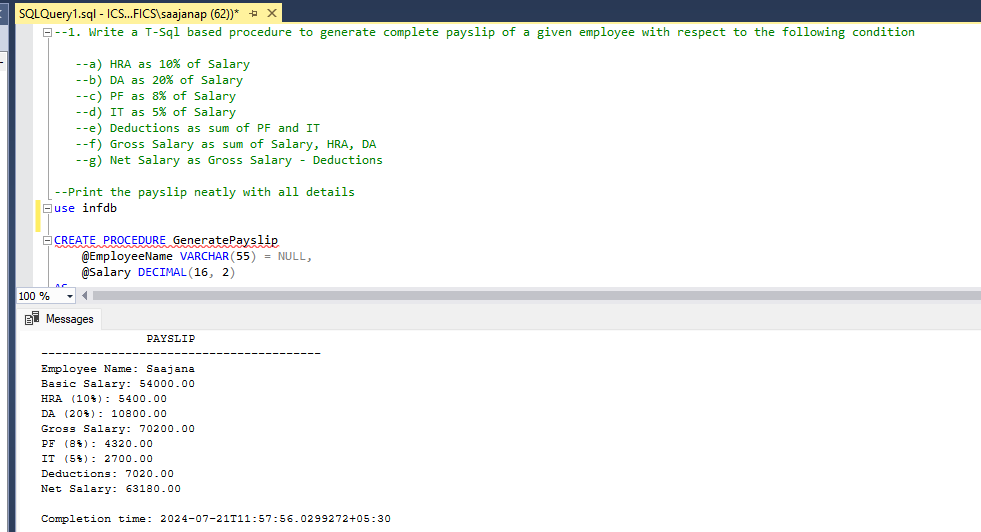 SQLQuery1.sql - ICS...FICS\saajanap (62))*
--1. Write a T-Sql based procedure to generate complete payslip of a given employee with respect to the following condition
--a) HRA as 10% of Salary
--b) DA as 20% of Salary
--c) PF as 8% of Salary
--d) IT as 5% of Salary
--e) Deductions as sum of PF and IT
--f) Gross Salary as sum of Salary, HRA, DA
--g) Net Salary as Gross Salary - Deductions
--Print the payslip neatly with all details
use infdb
CREATE PROCEDURE GeneratePayslip
@EmployeeName VARCHAR(55) = NULL,
@Salary DECIMAL(16, 2)
AS
100 %
Messages
PAYSLIP
----------------------------------------
Employee Name: Saajana
Basic Salary: 54000.00
HRA (10%): 5400.00
DA (20%): 10800.00
Gross Salary: 70200.00
PF (8%): 4320.00
IT (5%): 2700.00
Deductions: 7020.00
Net Salary: 63180.00
Completion time: 2024-07-21T11:57:56.0299272+05:30